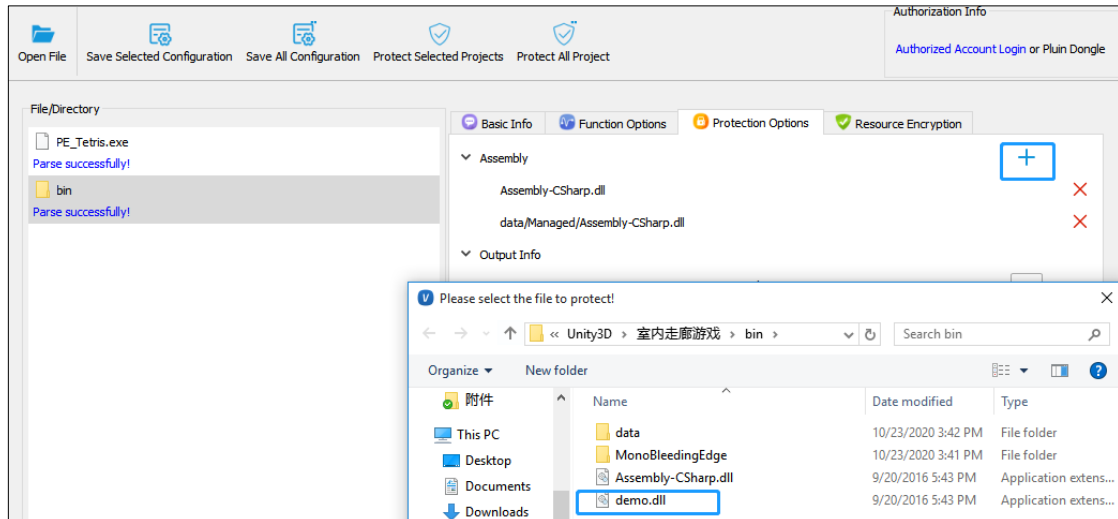 Authorization Info
Open File Save Selected Configuration Save All Configuration Protect Selected Projects Protect All Project
Authorized Account Login or Pluin Dongle
File/Directory
PE_Tetris.exe
Parse successfully!
bin
Parse successfully!
Basic Info Function Options Protection Options Resource Encryption
Assembly
Assembly-CSharp.dll
data/Managed/Assembly-CSharp.dll
Output Info
Please select the file to protect!
« Unity3D > 室内走廊游戏 > bin > Search bin
Organize New folder
附件
This PC
Desktop
Documents
Downloads
Name Date modified Type
data 10/23/2020 3:42 PM File folder
MonoBleedingEdge 10/23/2020 3:41 PM File folder
Assembly-CSharp.dll 9/20/2016 5:43 PM Application extens...
demo.dll 9/20/2016 5:43 PM Application extens...